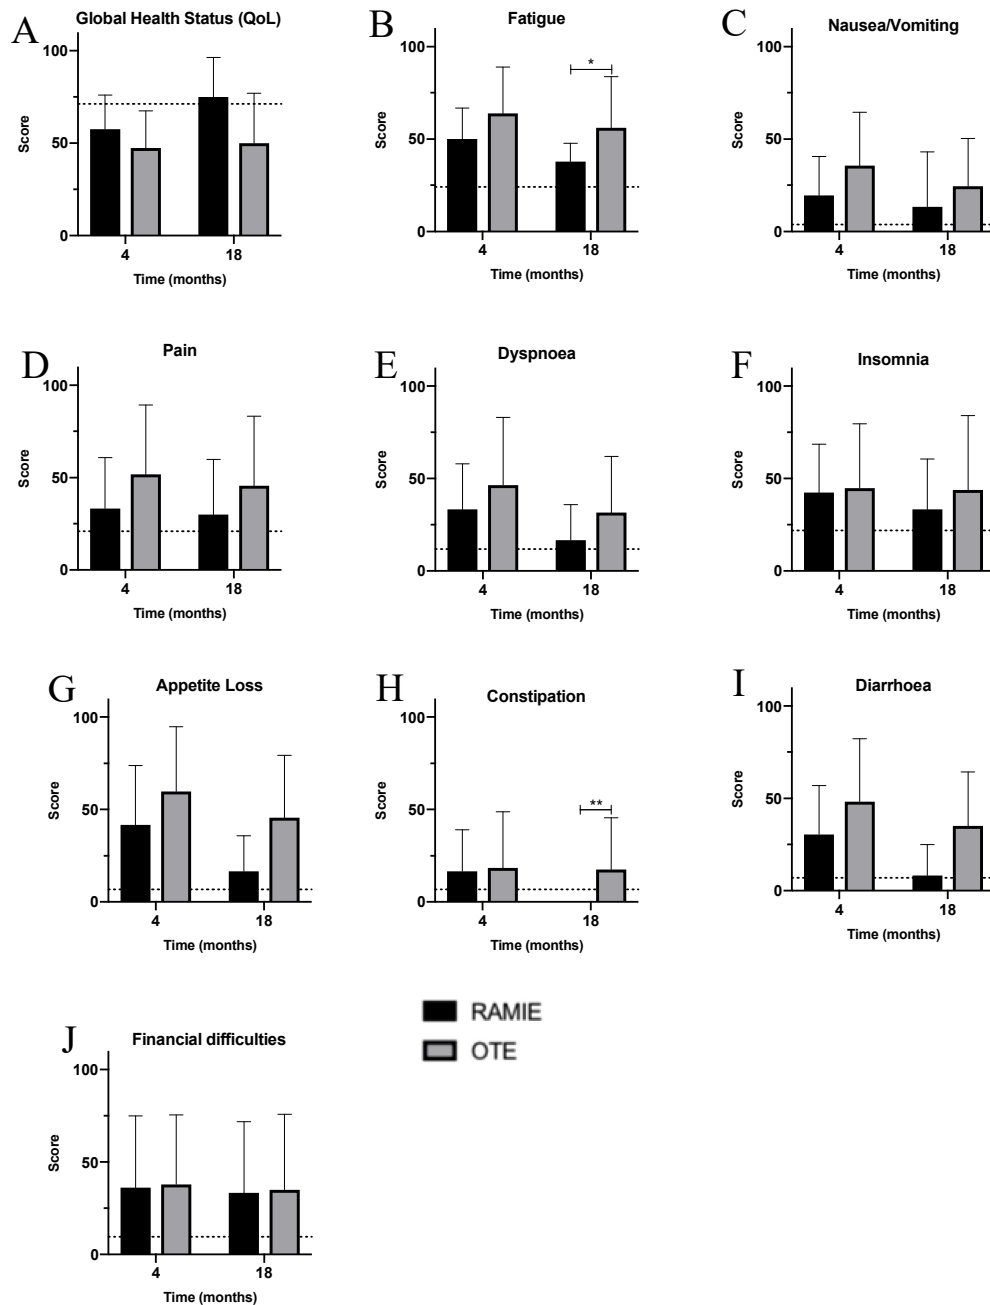 A
Global Health Status (QoL)
100
50
0
Score
4 18
Time (months)
B
Fatigue
100
50
0
Score
*
4 18
Time (months)
C
Nausea/Vomiting
100
50
0
Score
4 18
Time (months)
D
Pain
100
50
0
Score
4 18
Time (months)
E
Dyspnoea
100
50
0
Score
4 18
Time (months)
F
Insomnia
100
50
0
Score
4 18
Time (months)
G
Appetite Loss
100
50
0
Score
4 18
Time (months)
H
Constipation
100
50
0
Score
**
4 18
Time (months)
I
Diarrhoea
100
50
0
Score
4 18
Time (months)
J
Financial difficulties
100
50
0
Score
4 18
Time (months)
RAMIE
OTE